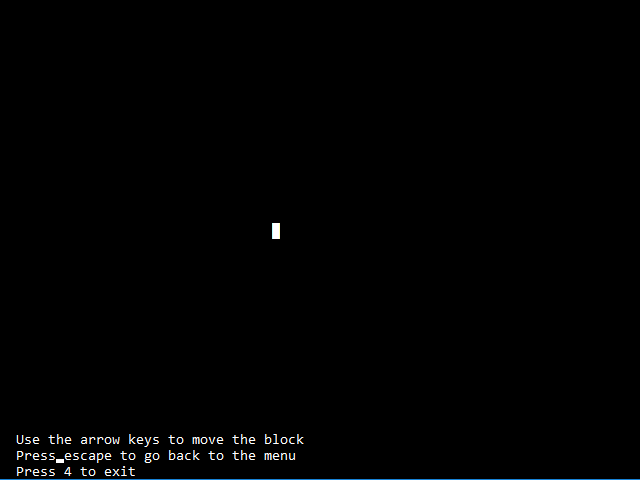 Use the arrow keys to move the block
Press escape to go back to the menu
Press 4 to exit